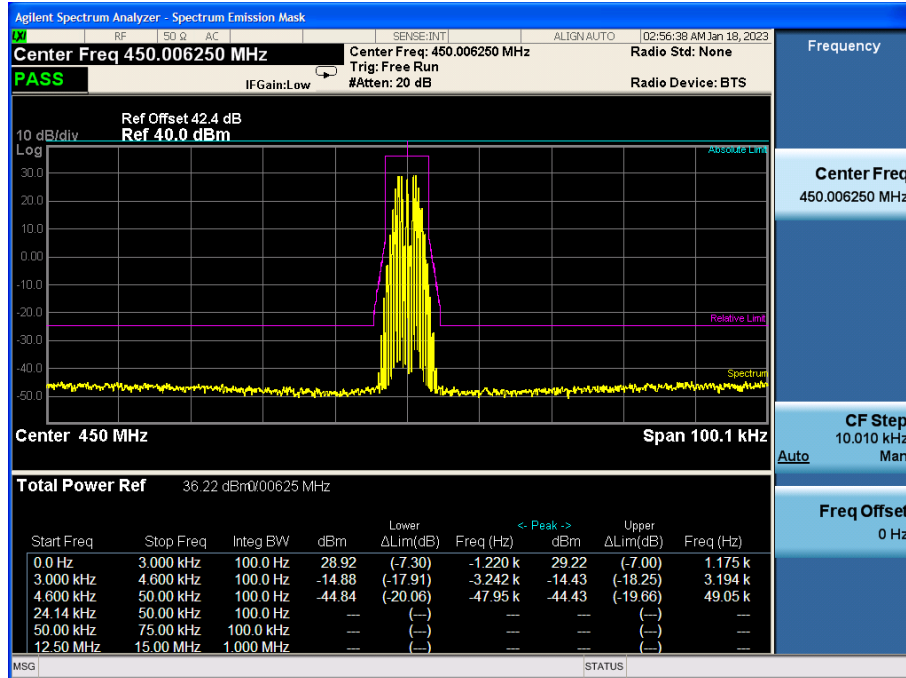 Agilent Spectrum Analyzer - Spectrum Emission Mask
LXI RF 50 Ω AC SENSE:INT ALIGN AUTO 02:56:38 AM Jan 18, 2023
Center Freq 450.006250 MHz Center Freq: 450.006250 MHz Radio Std: None
Trig: Free Run
PASS IFGain:Low #Atten: 20 dB Radio Device: BTS
Frequency
Ref Offset 42.4 dB
10 dB/div Ref 40.0 dBm
Log
Absolute Limit
30.0
20.0
10.0
0.00
-10.0
-20.0
Relative Limit
-30.0
-40.0
Spectrum
-50.0
Center 450 MHz Span 100.1 kHz
Center Freq
450.006250 MHz
CF Step
10.010 kHz
Auto Man
Freq Offset
0 Hz
Total Power Ref 36.22 dBm/0.00625 MHz
Lower <- Peak -> Upper
Start Freq Stop Freq Integ BW dBm ΔLim(dB) Freq (Hz) dBm ΔLim(dB) Freq (Hz)
0.0 Hz 3.000 kHz 100.0 Hz 28.92 (-7.30) -1.220 k 29.22 (-7.00) 1.175 k
3.000 kHz 4.600 kHz 100.0 Hz -14.88 (-17.91) -3.242 k -14.43 (-18.25) 3.194 k
4.600 kHz 50.00 kHz 100.0 Hz -44.84 (-20.06) -47.95 k -44.43 (-19.66) 49.05 k
24.14 kHz 50.00 kHz 100.0 Hz --- (---) --- --- (---) ---
50.00 kHz 75.00 kHz 100.0 kHz --- (---) --- --- (---) ---
12.50 MHz 15.00 MHz 1.000 MHz --- (---) --- --- (---) ---
MSG STATUS